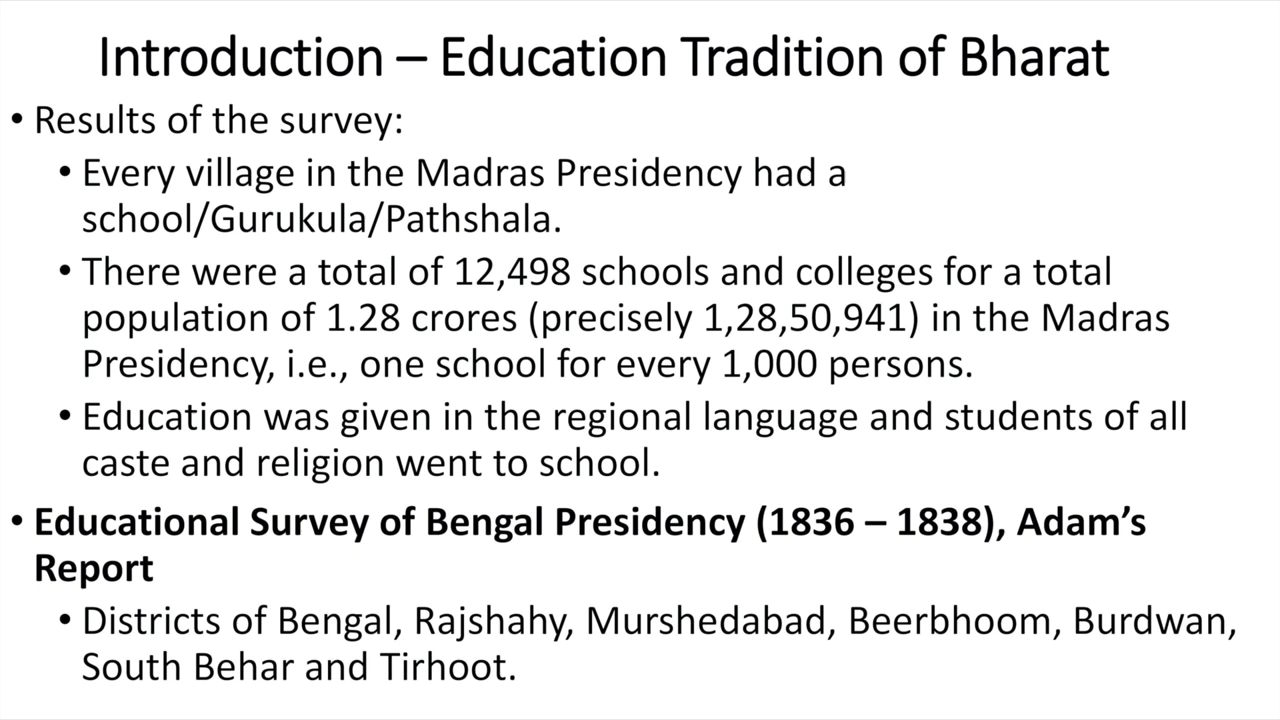 Introduction – Education Tradition of Bharat
• Results of the survey:
• Every village in the Madras Presidency had a
school/Gurukula/Pathshala.
• There were a total of 12,498 schools and colleges for a total
population of 1.28 crores (precisely 1,28,50,941) in the Madras
Presidency, i.e., one school for every 1,000 persons.
• Education was given in the regional language and students of all
caste and religion went to school.
• Educational Survey of Bengal Presidency (1836 – 1838), Adam’s
Report
• Districts of Bengal, Rajshahy, Murshedabad, Beerbhoom, Burdwan,
South Behar and Tirhoot.